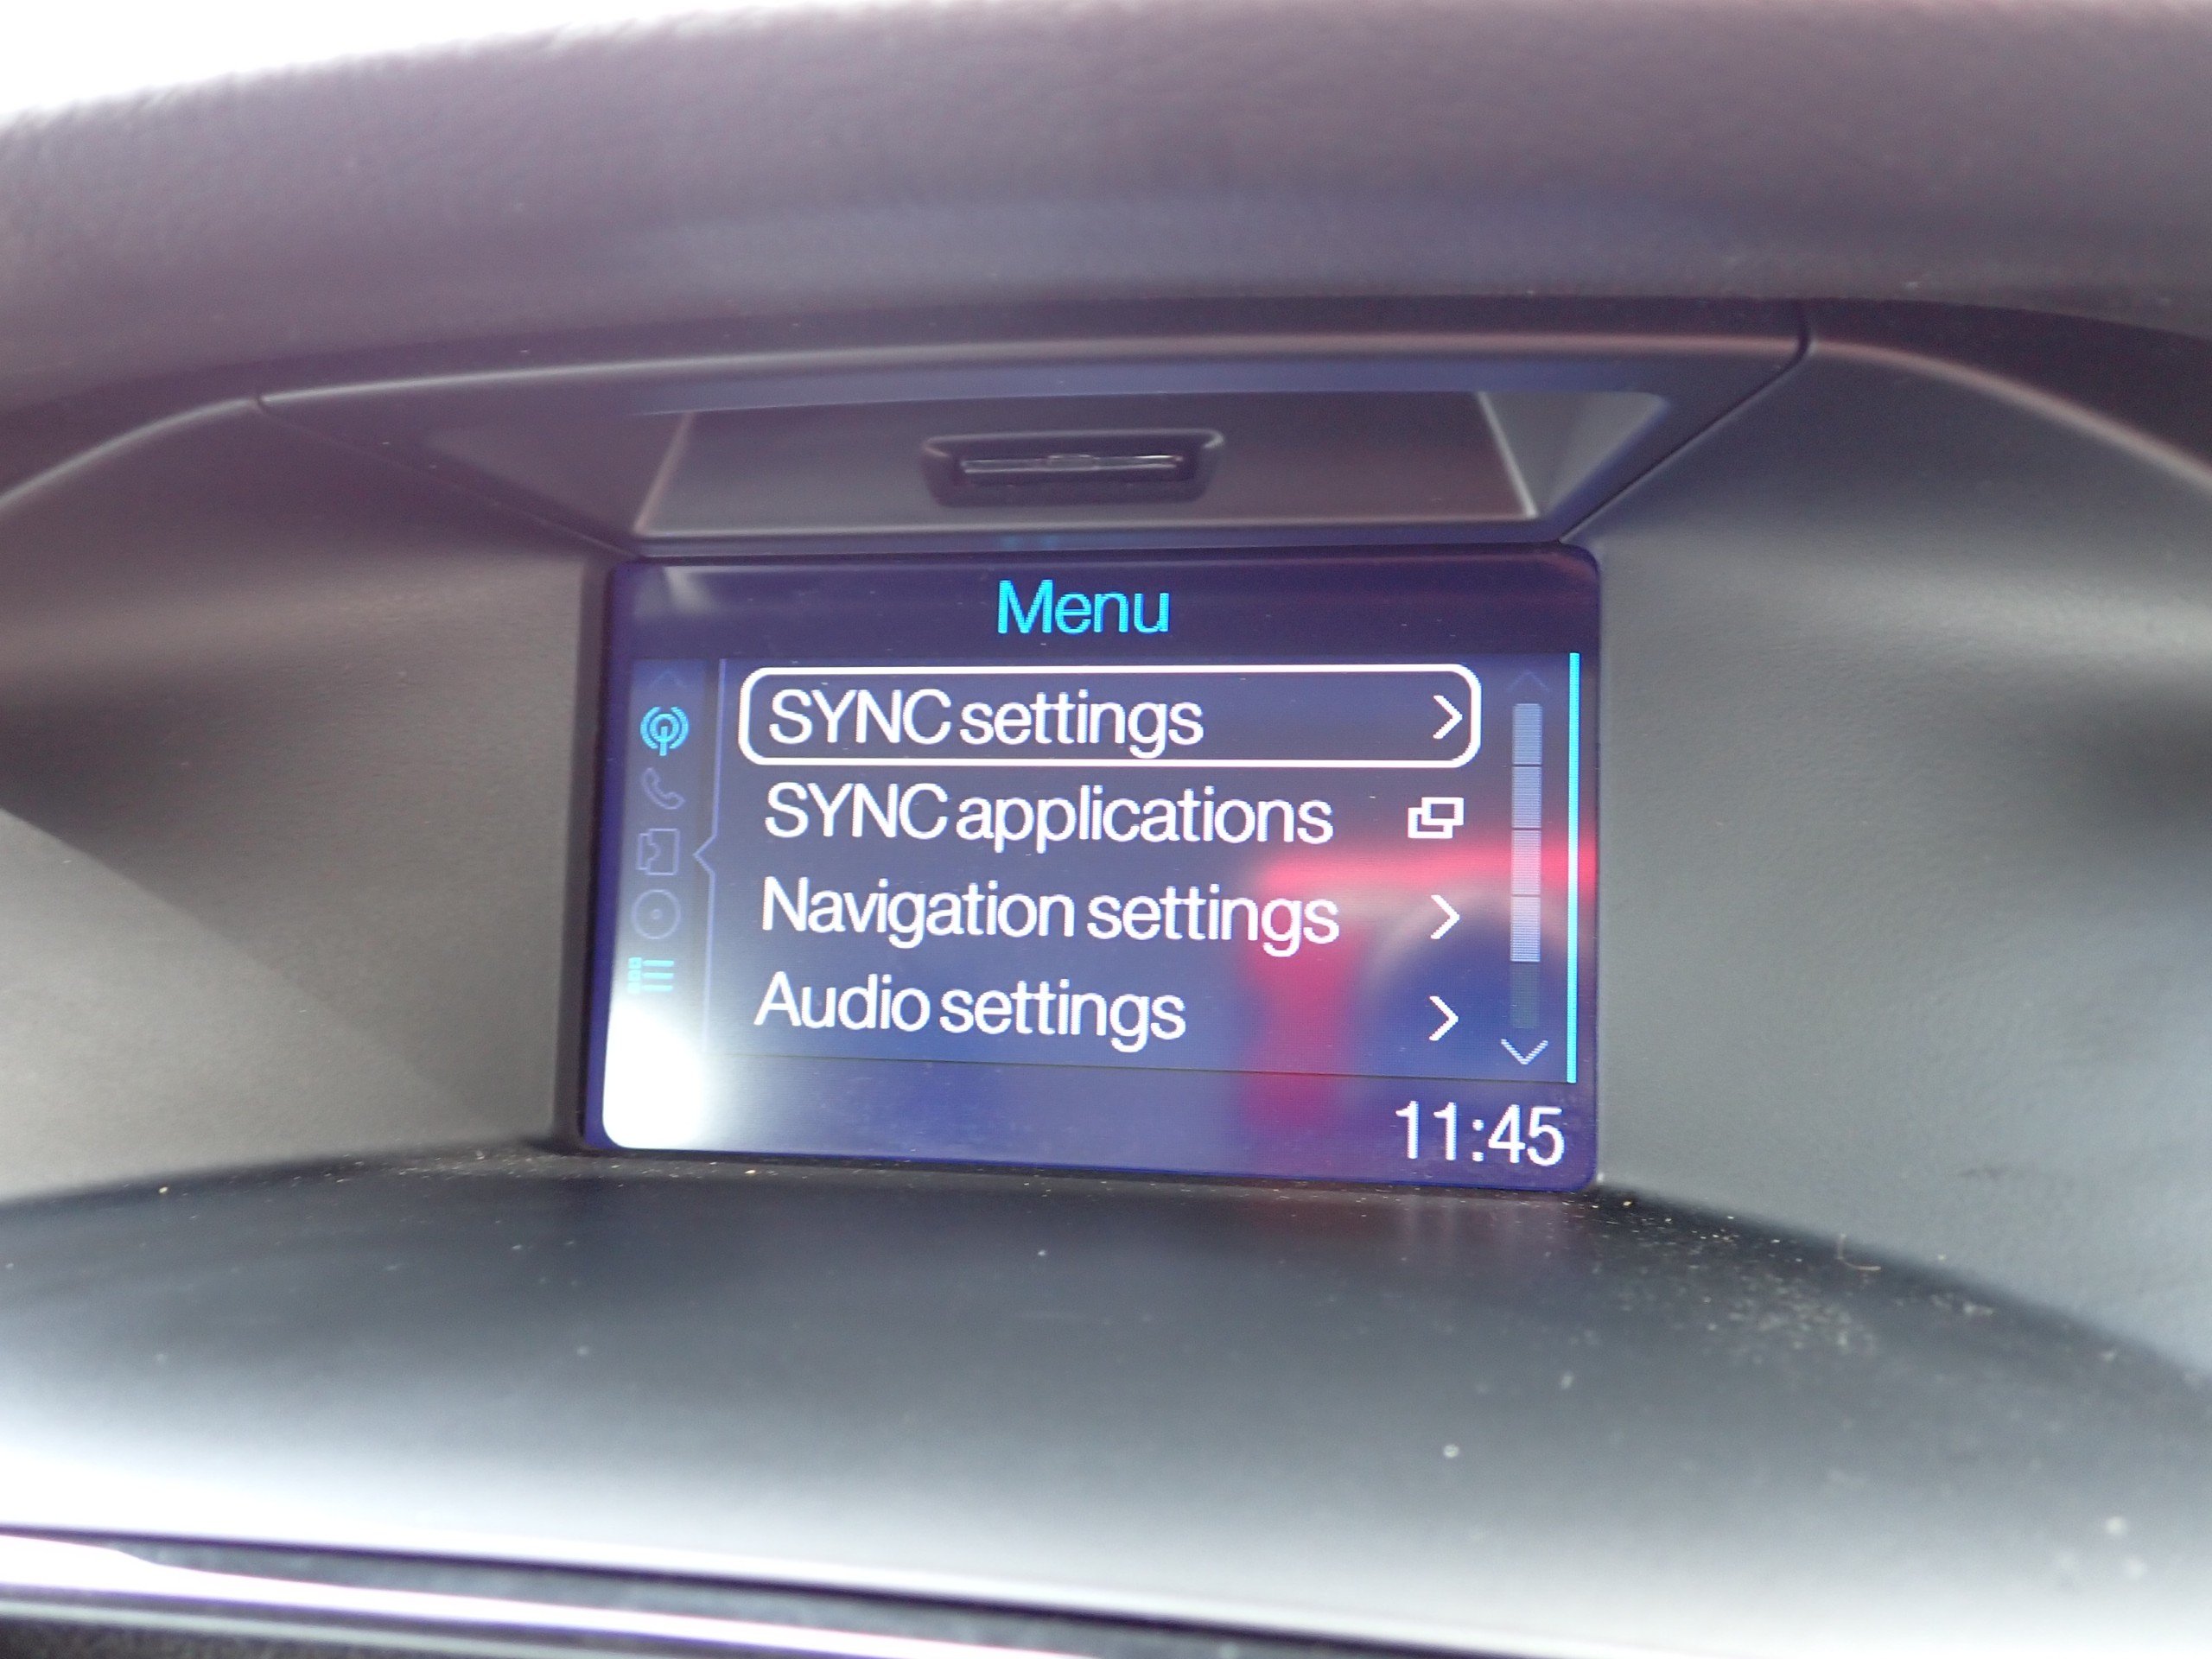 Menu
SYNC settings
SYNC applications
Navigation settings
Audio settings
11:45